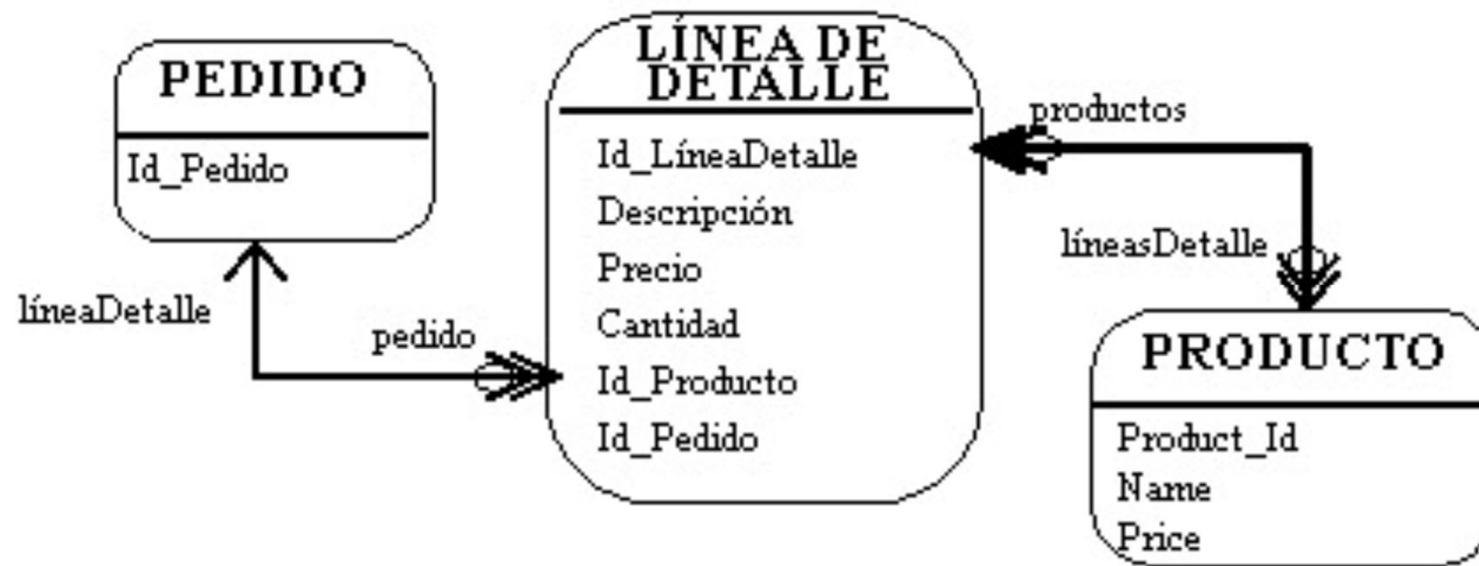 PEDIDO
Id_Pedido
líneaDetalle
pedido
LÍNEA DE
DETALLE
Id_LíneaDetalle
Descripción
Precio
Cantidad
Id_Producto
Id_Pedido
productos
líneasDetalle
PRODUCTO
Product_Id
Name
Price